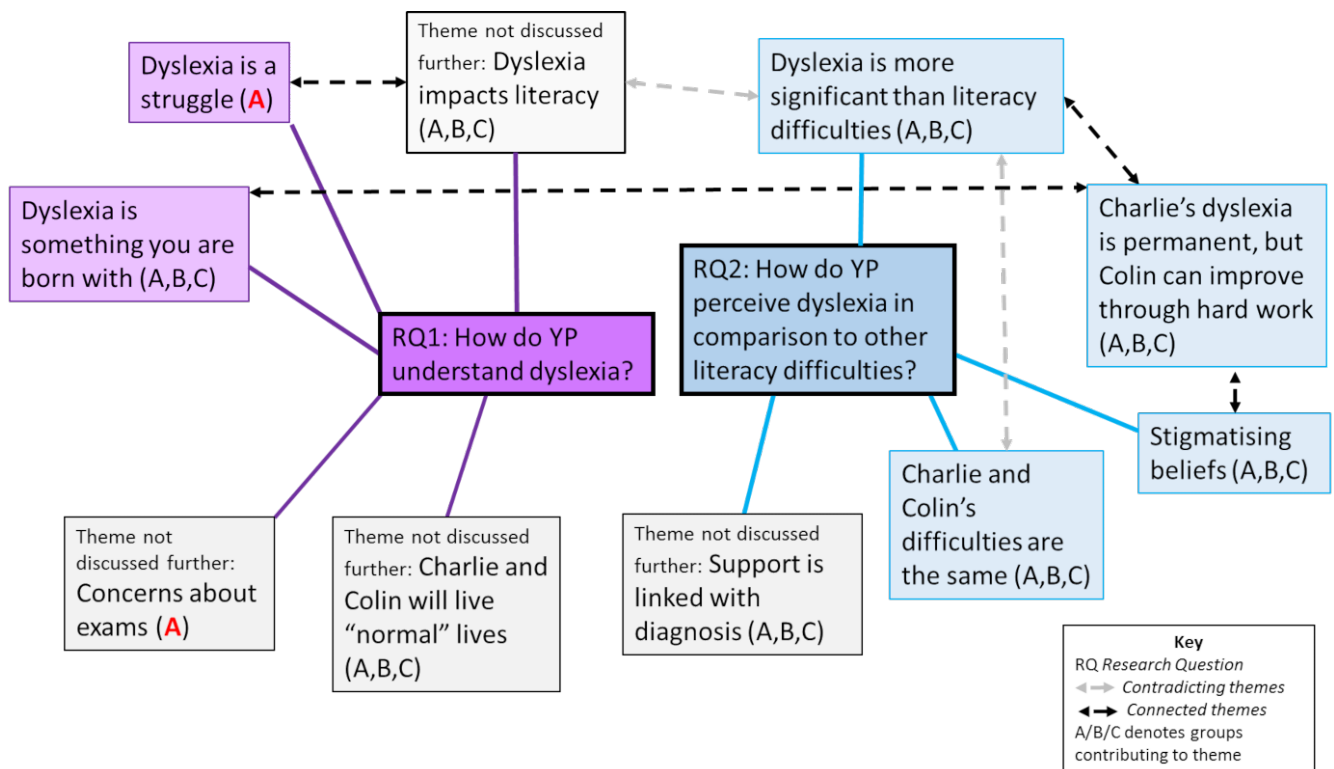 Dyslexia is a
struggle (A)
Theme not discussed
further: Dyslexia
impacts literacy
(A,B,C)
Dyslexia is more
significant than literacy
difficulties (A,B,C)
Dyslexia is
something you are
born with (A,B,C)
Charlie’s dyslexia
is permanent, but
Colin can improve
through hard work
(A,B,C)
RQ1: How do YP
understand dyslexia?
RQ2: How do YP
perceive dyslexia in
comparison to other
literacy difficulties?
Stigmatising
beliefs (A,B,C)
Theme not
discussed further:
Concerns about
exams (A)
Theme not discussed
further: Charlie and
Colin will live
“normal” lives
(A,B,C)
Theme not discussed
further: Support is
linked with
diagnosis (A,B,C)
Charlie and
Colin’s
difficulties are
the same (A,B,C)
Key
RQ Research Question
Contradicting themes
Connected themes
A/B/C denotes groups
contributing to theme